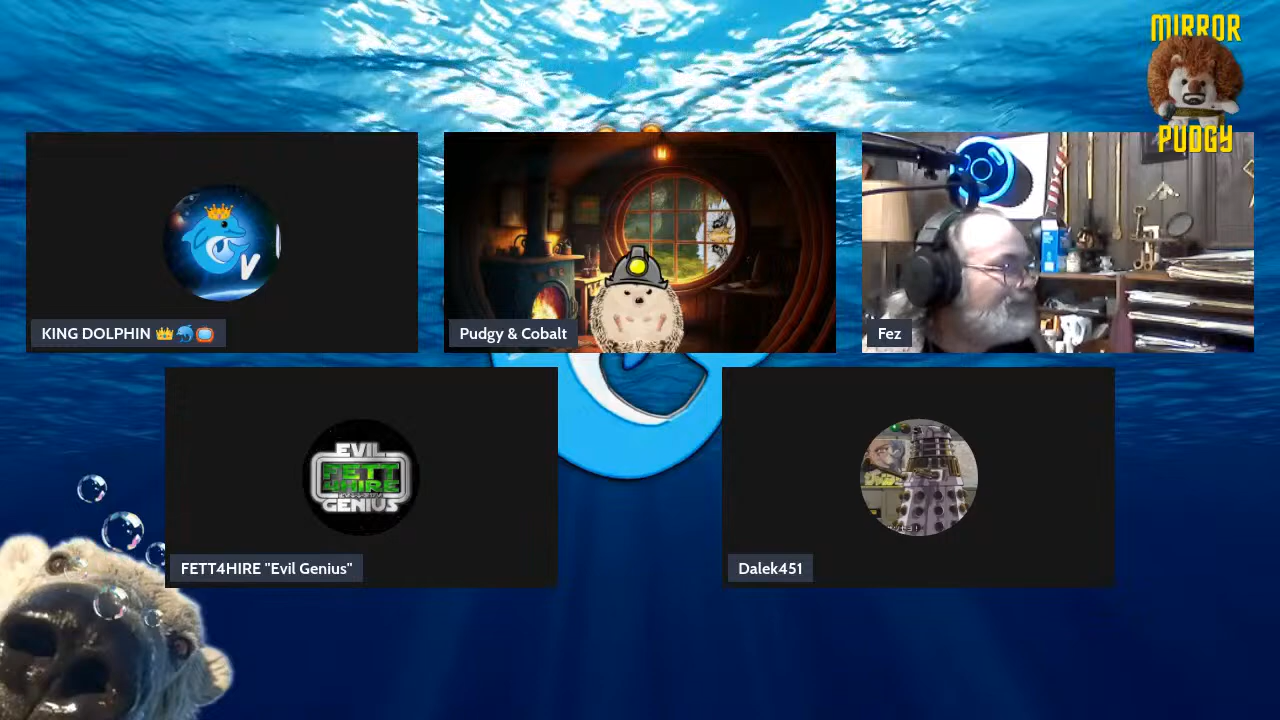 MIRROR
PUDGY
KING DOLPHIN 👑🐬📺
Pudgy & Cobalt
Fez
EVIL
FETT
4HIRE
GENIUS
FETT4HIRE "Evil Genius"
Dalek451